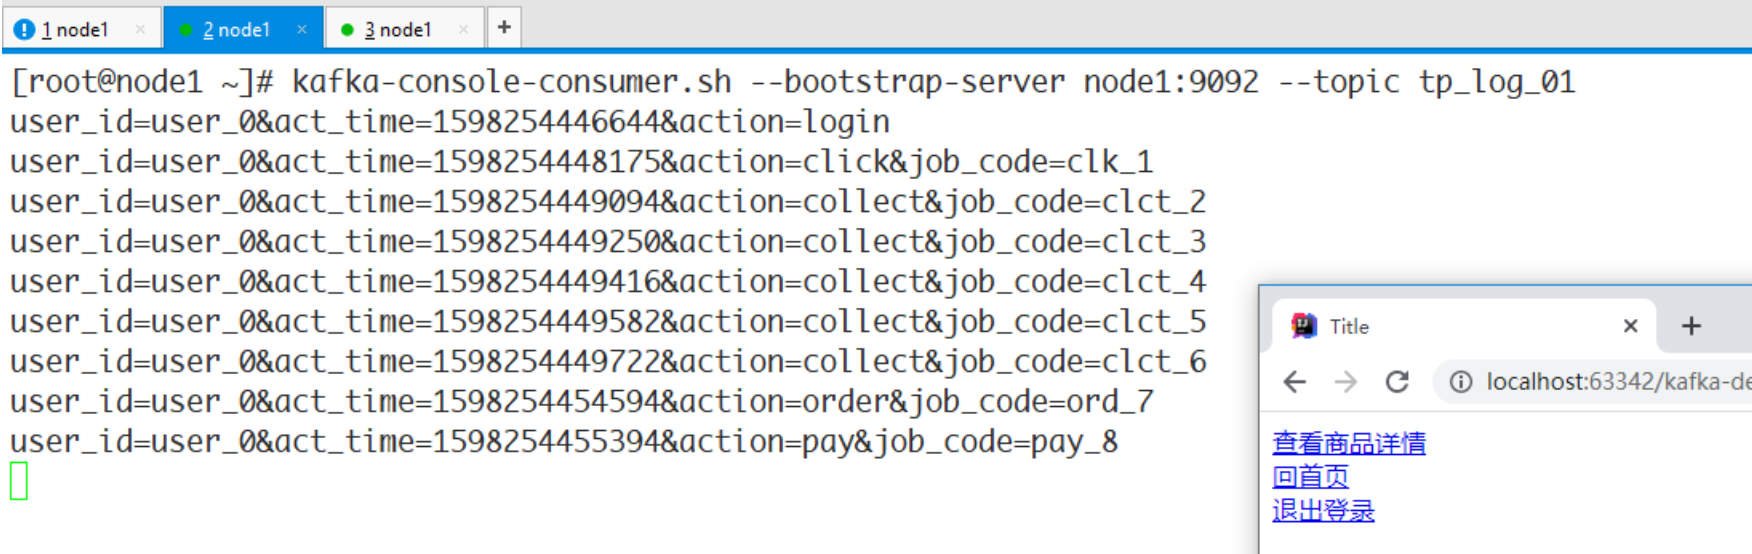 1 node1 × 2 node1 × 3 node1 × +
[root@node1 ~]# kafka-console-consumer.sh --bootstrap-server node1:9092 --topic tp_log_01
user_id=user_0&act_time=1598254446644&action=login
user_id=user_0&act_time=1598254448175&action=click&job_code=clk_1
user_id=user_0&act_time=1598254449094&action=collect&job_code=clct_2
user_id=user_0&act_time=1598254449250&action=collect&job_code=clct_3
user_id=user_0&act_time=1598254449416&action=collect&job_code=clct_4
user_id=user_0&act_time=1598254449582&action=collect&job_code=clct_5
user_id=user_0&act_time=1598254449722&action=collect&job_code=clct_6
user_id=user_0&act_time=1598254454594&action=order&job_code=ord_7
user_id=user_0&act_time=1598254455394&action=pay&job_code=pay_8
Title × +
localhost:63342/kafka-de
查看商品详情
回首页
退出登录